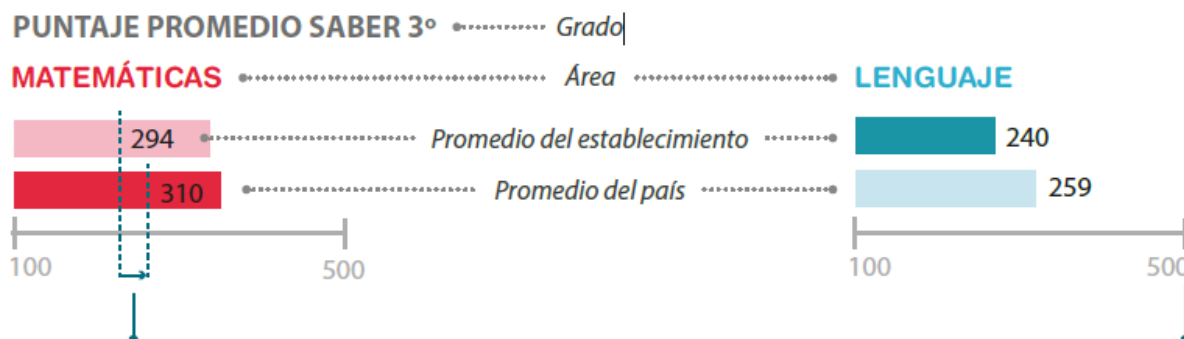 PUNTAJE PROMEDIO SABER 3º Grado
MATEMÁTICAS Área LENGUAJE
294 Promedio del establecimiento 240
310 Promedio del país 259
100 500 100 500